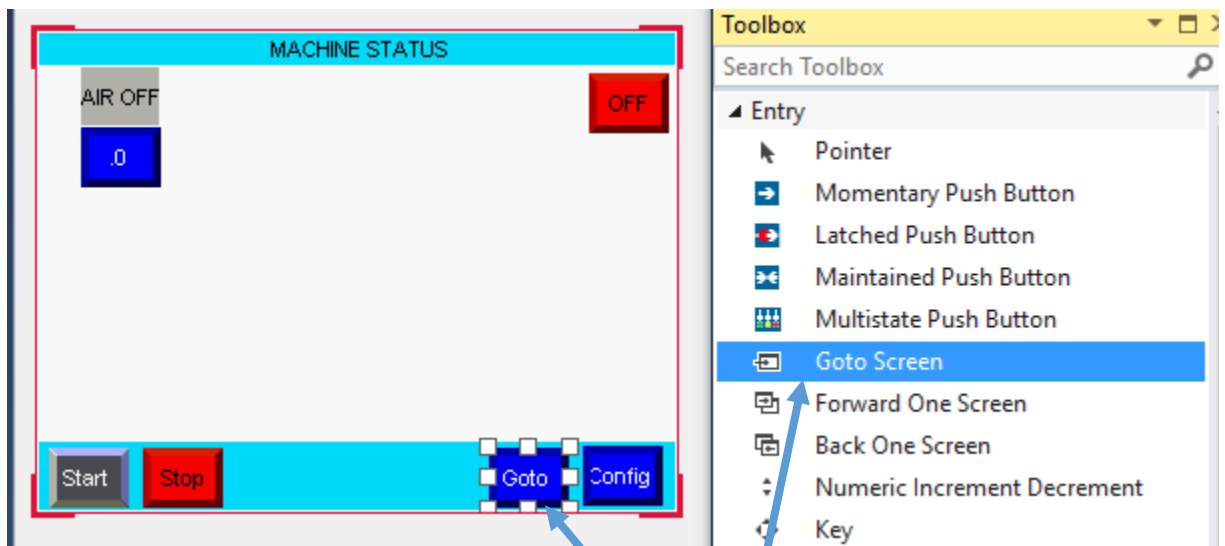 MACHINE STATUS
AIR OFF
OFF
.0
Start
Stop
Goto
Config
Toolbox
Search Toolbox
Entry
Pointer
Momentary Push Button
Latched Push Button
Maintained Push Button
Multistate Push Button
Goto Screen
Forward One Screen
Back One Screen
Numeric Increment Decrement
Key